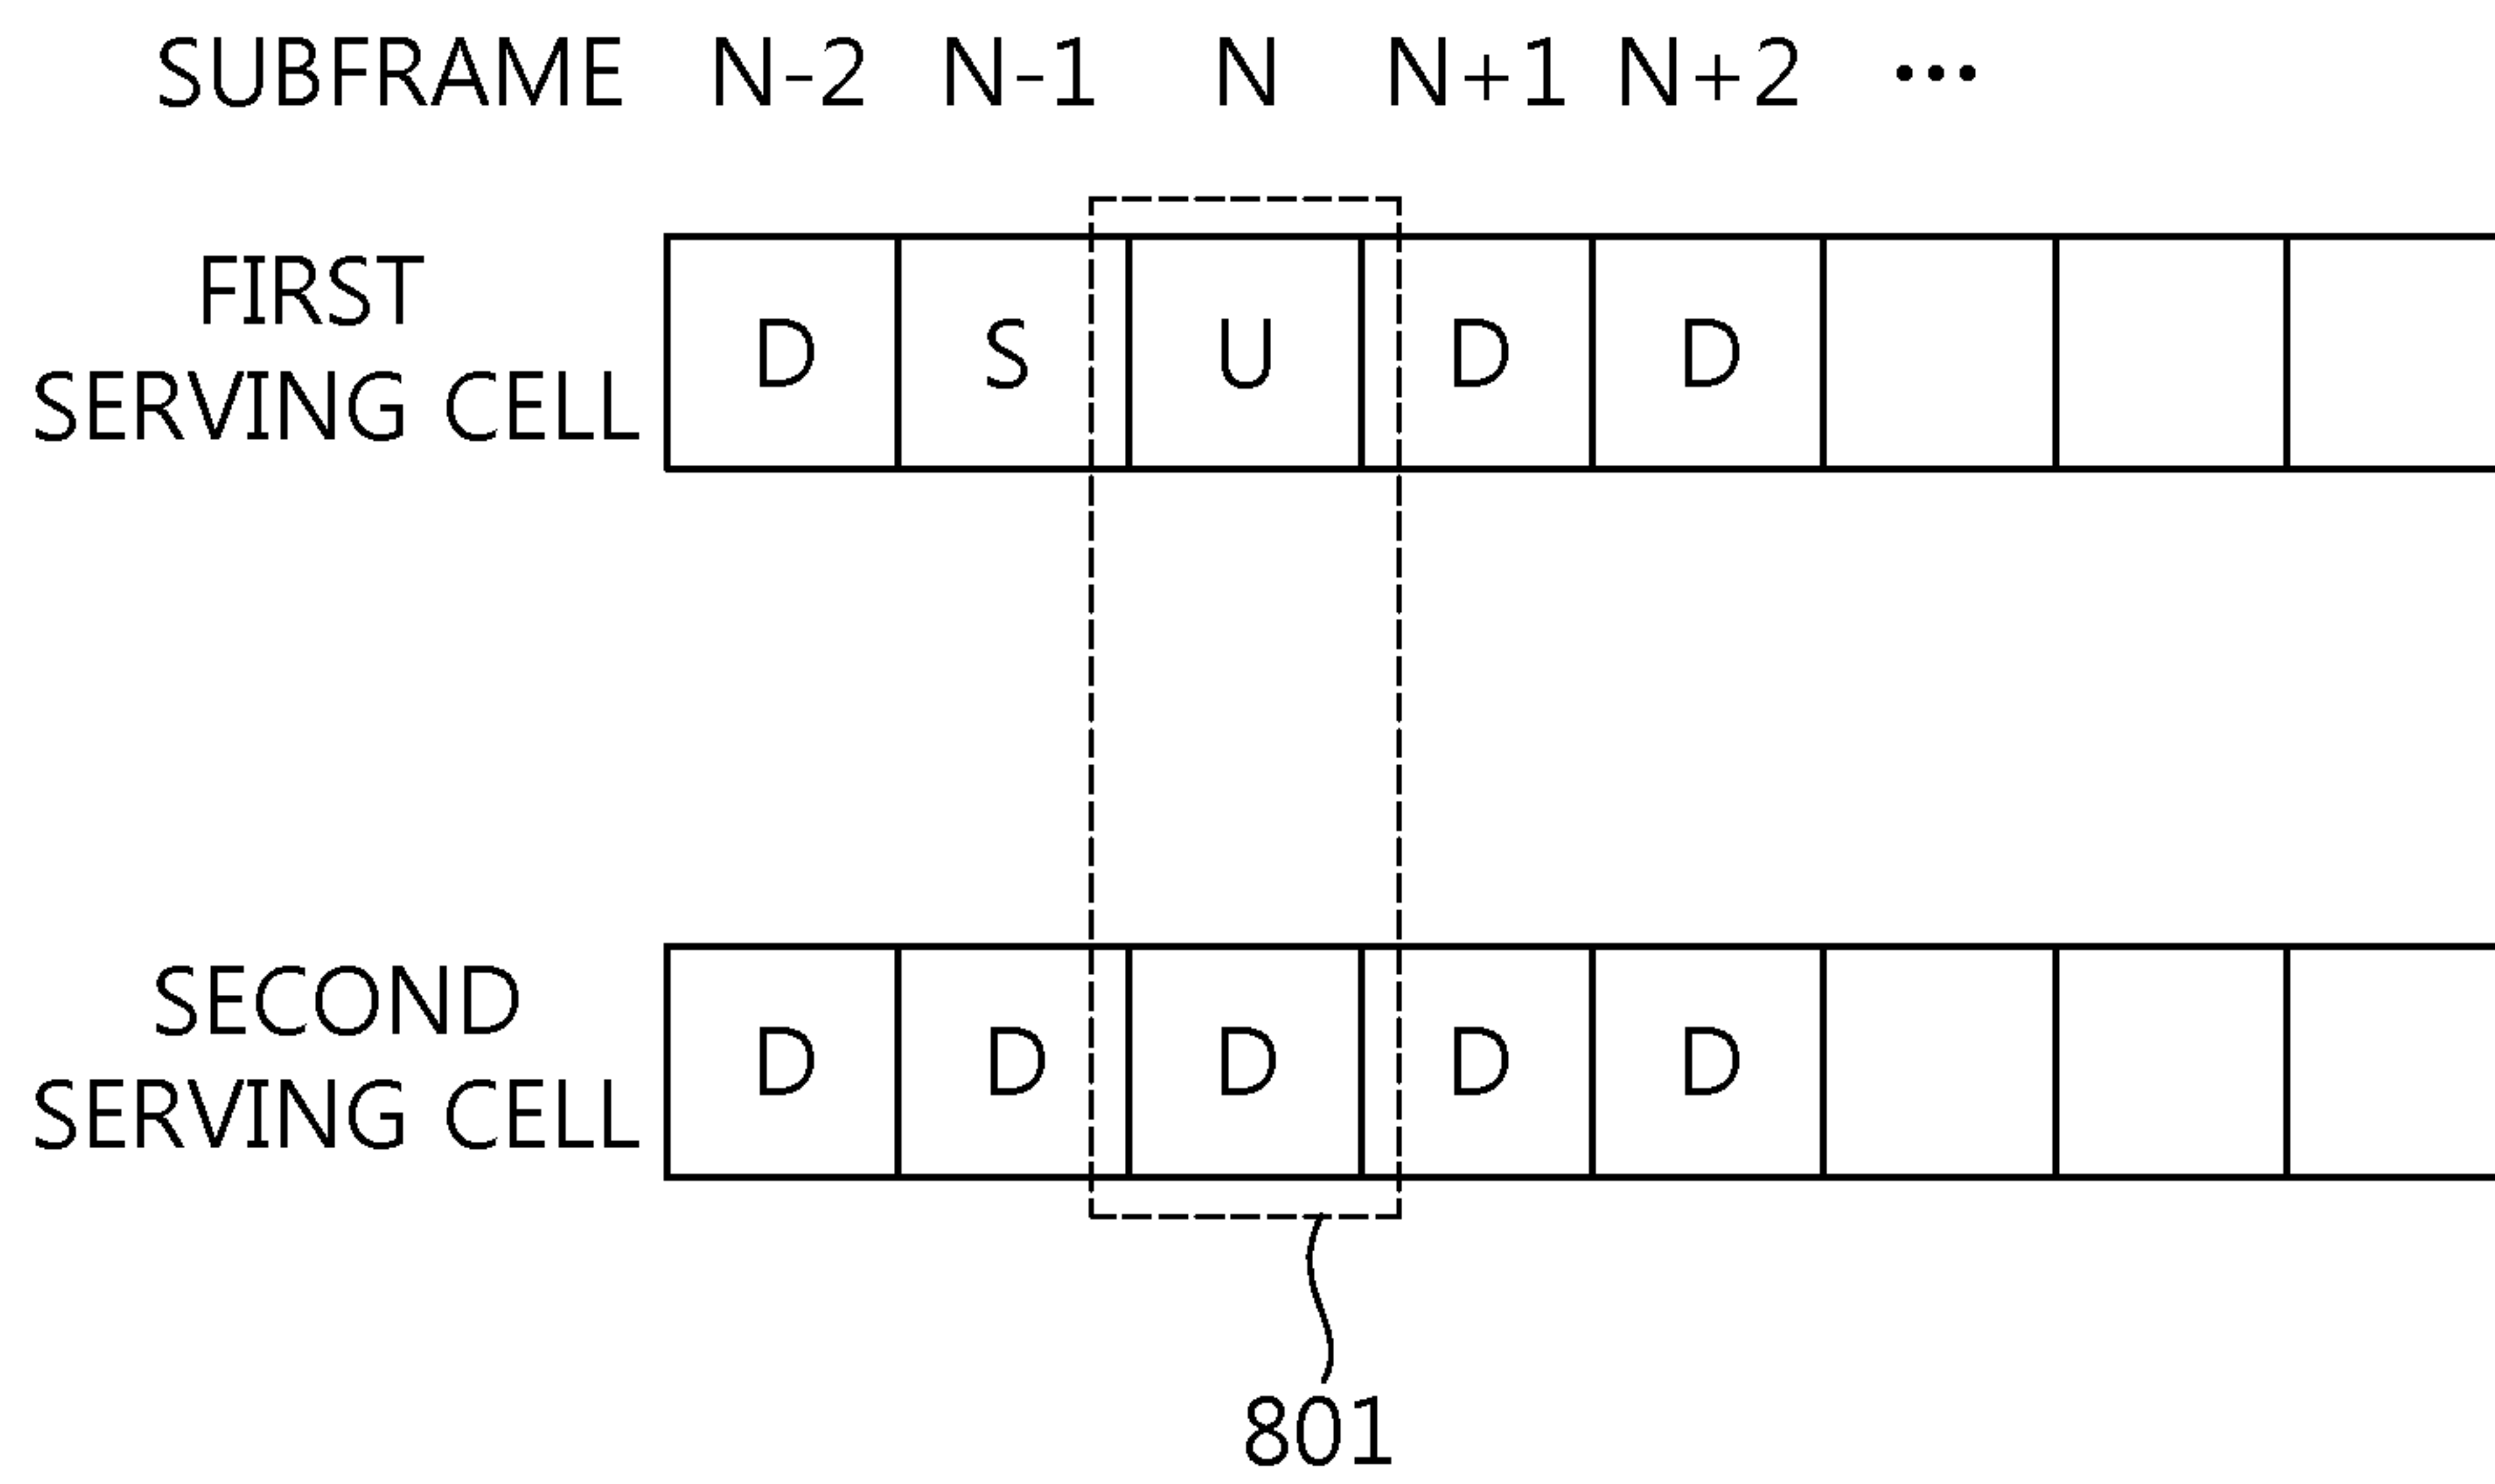 SUBFRAME N-2 N-1 N N+1 N+2 •••
FIRST
SERVING CELL
D S U D D
SECOND
SERVING CELL
D D D D D
801